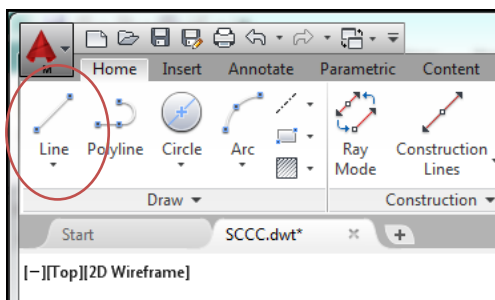 M
Home Insert Annotate Parametric Content
Line Polyline Circle Arc Ray Mode Construction Lines
Draw Construction
Start SCCC.dwt*
[−][Top][2D Wireframe]